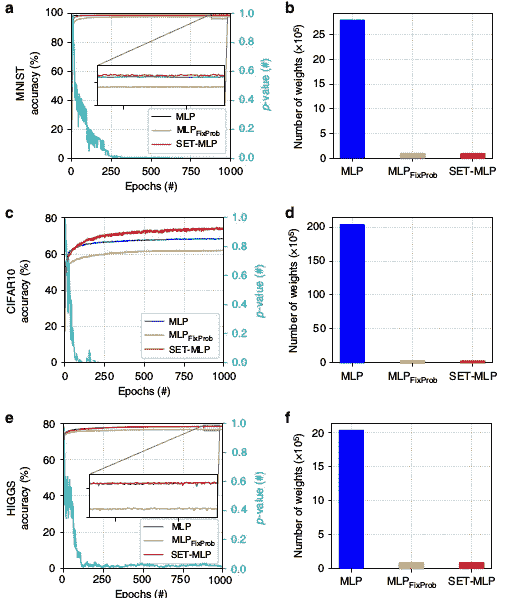 a
MNIST
accuracy (%)
100
80
60
40
20
0
1.0
0.8
0.6
0.4
0.2
0.0
p-value (#)
MLP
MLPFixProb
SET-MLP
0 250 500 750 1000
Epochs (#)
b
Number of weights (×10⁵)
25
20
15
10
5
0
MLP MLPFixProb SET-MLP
c
CIFAR10
accuracy (%)
80
60
40
20
0
1.0
0.8
0.6
0.4
0.2
0.0
p-value (#)
MLP
MLPFixProb
SET-MLP
0 250 500 750 1000
Epochs (#)
d
Number of weights (×10⁵)
200
150
100
50
0
MLP MLPFixProb SET-MLP
e
HIGGS
accuracy (%)
80
60
40
20
0
1.0
0.8
0.6
0.4
0.2
0.0
p-value (#)
MLP
MLPFixProb
SET-MLP
0 250 500 750 1000
Epochs (#)
f
Number of weights (×10⁵)
20
15
10
5
0
MLP MLPFixProb SET-MLP